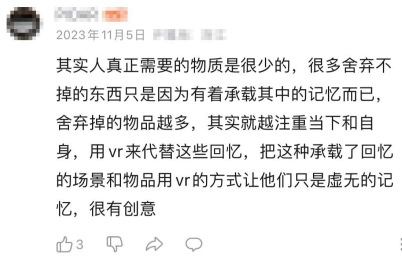 2023年11月5日
其实人真正需要的物质是很少的，很多舍弃不
掉的东西只是因为有着承载其中的记忆而已，
舍弃掉的物品越多，其实就越注重当下和自
身，用vr来代替这些回忆，把这种承载了回忆
的场景和物品用vr的方式让他们只是虚无的记
忆，很有创意
3